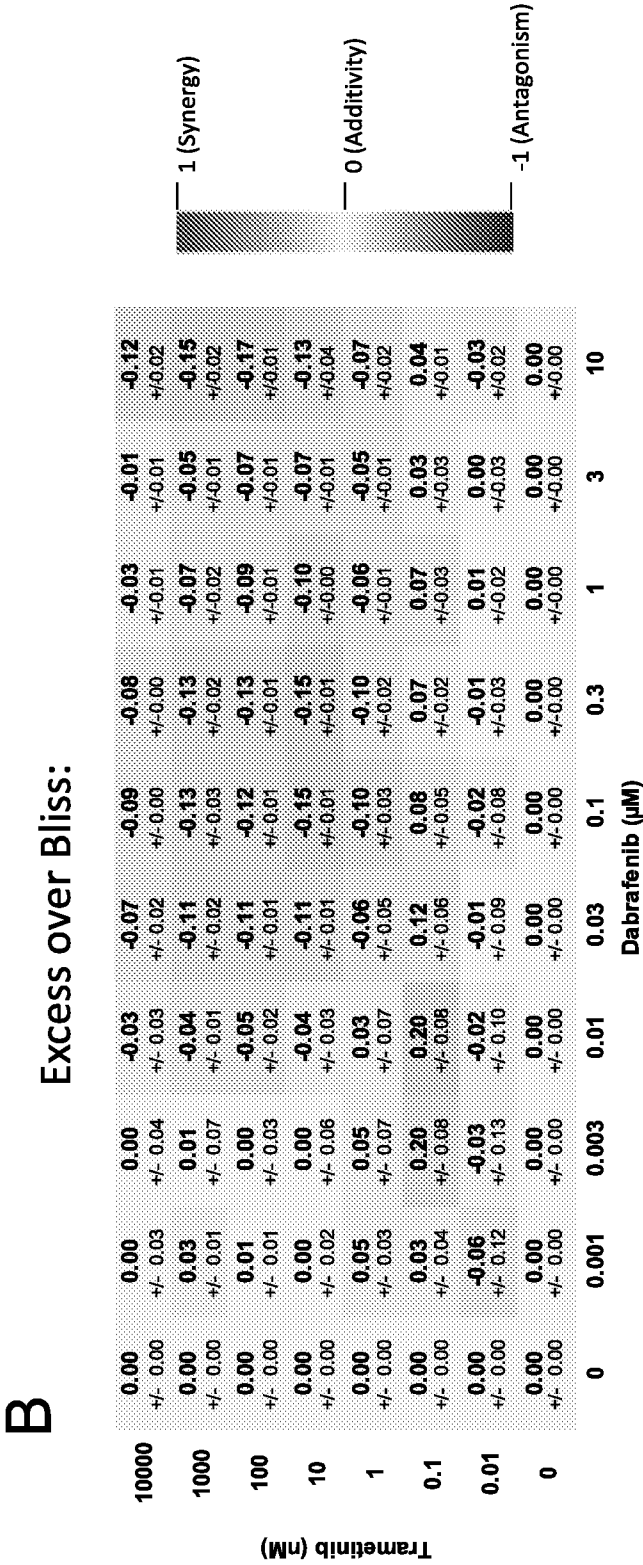 B
Excess over Bliss:
Trametinib (nM)
10000 0.00 0.00 0.00 -0.03 -0.07 -0.09 -0.08 -0.03 -0.01 -0.12
+/- 0.00 +/- 0.03 +/- 0.04 +/- 0.03 +/- 0.02 +/- 0.00 +/-0.00 +/-0.01 +/-0.01 +/-0.02
1000 0.00 0.03 0.01 -0.04 -0.11 -0.13 -0.13 -0.07 -0.05 -0.15
+/- 0.00 +/- 0.01 +/- 0.07 +/- 0.01 +/- 0.02 +/- 0.03 +/-0.02 +/-0.02 +/-0.01 +/-0.02
100 0.00 0.01 0.00 -0.05 -0.11 -0.12 -0.13 -0.09 -0.07 -0.17
+/- 0.00 +/- 0.01 +/- 0.03 +/- 0.02 +/- 0.01 +/- 0.01 +/-0.01 +/-0.01 +/-0.01 +/-0.01
10 0.00 0.00 0.00 -0.04 -0.11 -0.15 -0.15 -0.10 -0.07 -0.13
+/- 0.00 +/- 0.02 +/- 0.06 +/- 0.03 +/- 0.01 +/- 0.01 +/-0.01 +/-0.00 +/-0.01 +/-0.04
1 0.00 0.05 0.05 0.03 -0.06 -0.10 -0.10 -0.06 -0.05 -0.07
+/- 0.00 +/- 0.03 +/- 0.07 +/- 0.07 +/- 0.05 +/- 0.03 +/-0.02 +/-0.01 +/-0.01 +/-0.02
0.1 0.00 0.03 0.20 0.20 0.12 0.08 0.07 0.07 0.03 0.04
+/- 0.00 +/- 0.04 +/- 0.08 +/- 0.08 +/- 0.06 +/- 0.05 +/-0.02 +/-0.03 +/-0.03 +/-0.01
0.01 0.00 -0.06 -0.03 -0.02 -0.01 -0.02 -0.01 0.01 0.00 -0.03
+/- 0.00 +/- 0.12 +/- 0.13 +/- 0.10 +/- 0.09 +/- 0.08 +/-0.03 +/-0.02 +/-0.03 +/-0.02
0 0.00 0.00 0.00 0.00 0.00 0.00 0.00 0.00 0.00 0.00
+/- 0.00 +/- 0.00 +/- 0.00 +/- 0.00 +/- 0.00 +/- 0.00 +/-0.00 +/-0.00 +/-0.00 +/-0.00
0 0.001 0.003 0.01 0.03 0.1 0.3 1 3 10
Dabrafenib (µM)
1 (Synergy)
0 (Additivity)
-1 (Antagonism)